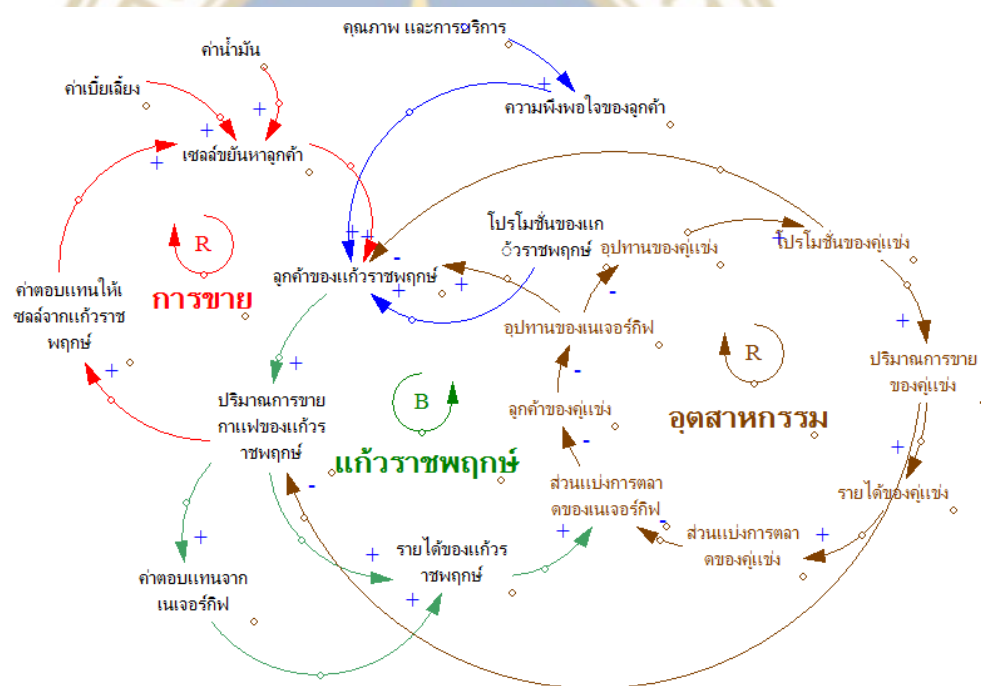 คุณภาพ และการบริการ
ค่าน้ำมัน
ค่าเบี้ยเลี้ยง
+
ความพึงพอใจของลูกค้า
+
+
+
+
เซลล์ขยันหาลูกค้า
R
การขาย
โปรโมชั่นของแก
้วราชพฤกษ์
อุปทานของคู่แข่ง
+
โปรโมชั่นของคู่แข่ง
+
+
-
ลูกค้าของแก้วราชพฤกษ์
+
+
-
ค่าตอบแทนให้เ
ซลล์จากแก้วราช
พฤกษ์
+
อุปทานของเนเจอร์กิฟ
+
R
อุตสาหกรรม
ปริมาณการขาย
ของคู่แข่ง
+
-
ลูกค้าของคู่แข่ง
-
ปริมาณการขาย
กาแฟของแก้วร
าชพฤกษ์
B
แก้วราชพฤกษ์
-
ส่วนแบ่งการตลา
ดของเนเจอร์กิฟ
+
รายได้ของคู่แข่ง
-
+
ส่วนแบ่งการตลา
ดของคู่แข่ง
+
+
รายได้ของแก้วร
าชพฤกษ์
+
+
ค่าตอบแทนจาก
เนเจอร์กิฟ